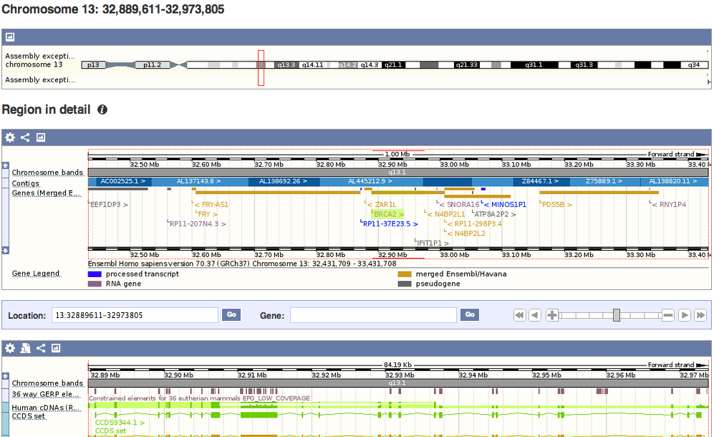 Chromosome 13: 32,889,611-32,973,805
Assembly excepti...
chromosome 13
p13 p11.2 q13.3 q14.11 q14.2 q14.3 q21.1 q21.33 q31.1 q31.3 q34
Assembly excepti...
Region in detail
1.00 Mb Forward strand
32.50 Mb 32.60 Mb 32.70 Mb 32.80 Mb 32.90 Mb 33.00 Mb 33.10 Mb 33.20 Mb 33.30 Mb 33.40 M
Chromosome bands q13.1
Contigs AC002525.1 > AL137143.8 > AL138692.26 > AL445212.9 > Z84467.1 > Z75889.1 > AL138820.11 >
Genes (Merged E...
EEF1DP3 > < FRY-AS1 < ZAR1L < SNORA16 < MINOS1P1 < PDS5B > < RNY1P4
FRY > BRCA2 > < N4BP2L1 ATP8A2P2 >
RP11-207N4.3 > RP11-37E23.5 > < RP11-298P3.4
< N4BP2L2
IFIT1P1 >
32.50 Mb 32.60 Mb 32.70 Mb 32.80 Mb 32.90 Mb 33.00 Mb 33.10 Mb 33.20 Mb 33.30 Mb 33.40 M
Ensembl Homo sapiens version 70.37 (GRCh37) Chromosome 13: 32,431,709 - 33,431,708
Gene Legend processed transcript merged Ensembl/Havana
RNA gene pseudogene
Location: 13:32889611-32973805 Go Gene: Go
84.19 Kb Forward strand
32.89 Mb 32.90 Mb 32.91 Mb 32.92 Mb 32.93 Mb 32.94 Mb 32.95 Mb 32.96 Mb 32.97 Mb
Chromosome bands q13.1
36 way GERP ele...
Constrained elements for 36 eutherian mammals EPO_LOW_COVERAGE
Human cDNAs (R...
CCDS set
CCDS9344.1 >
CCDS set